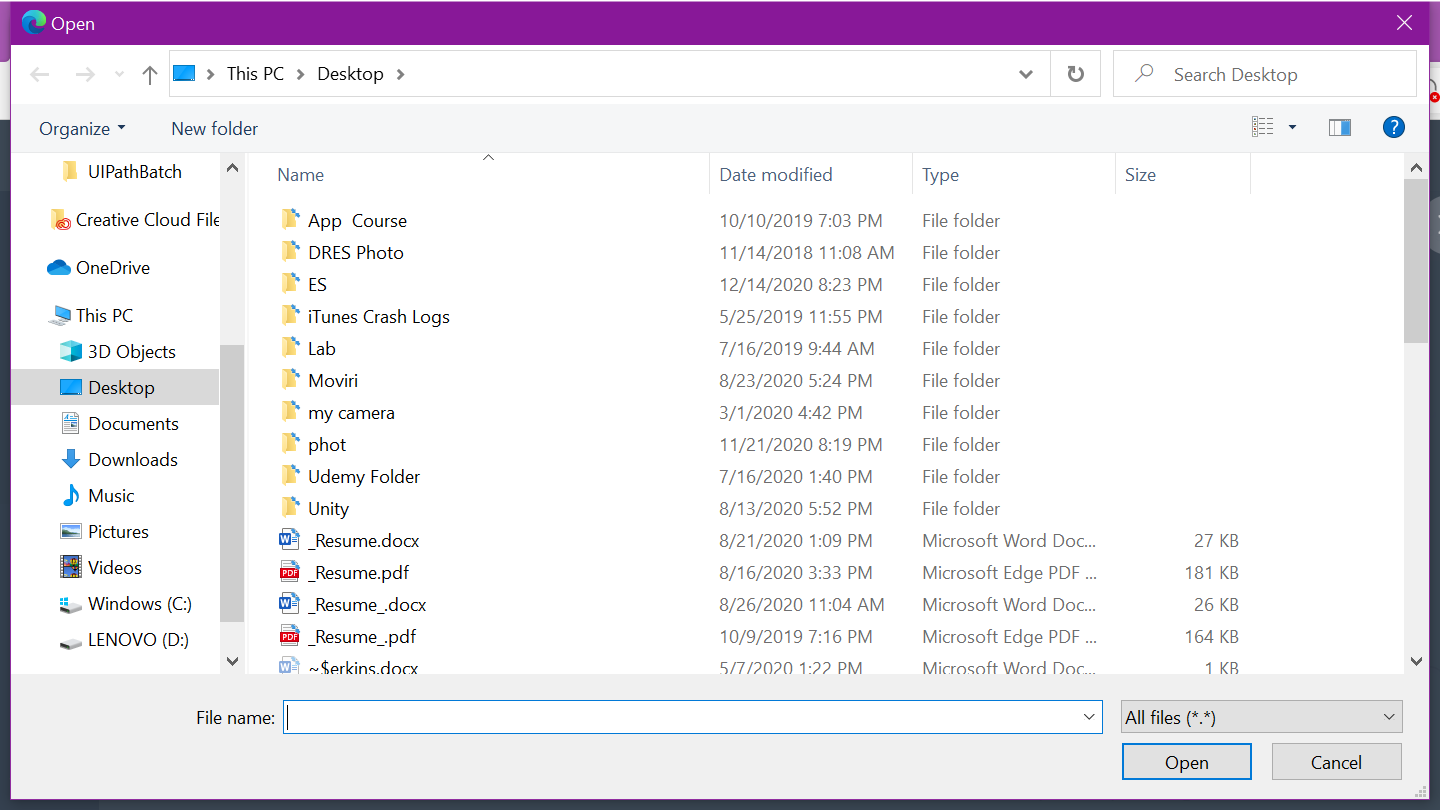 Open
This PC Desktop
Search Desktop
Organize New folder
?
UIPathBatch
Creative Cloud File
OneDrive
This PC
3D Objects
Desktop
Documents
Downloads
Music
Pictures
Videos
Windows (C:)
LENOVO (D:)
Name Date modified Type Size
App  Course 10/10/2019 7:03 PM File folder
DRES Photo 11/14/2018 11:08 AM File folder
ES 12/14/2020 8:23 PM File folder
iTunes Crash Logs 5/25/2019 11:55 PM File folder
Lab 7/16/2019 9:44 AM File folder
Moviri 8/23/2020 5:24 PM File folder
my camera 3/1/2020 4:42 PM File folder
phot 11/21/2020 8:19 PM File folder
Udemy Folder 7/16/2020 1:40 PM File folder
Unity 8/13/2020 5:52 PM File folder
W _Resume.docx 8/21/2020 1:09 PM Microsoft Word Doc... 27 KB
PDF _Resume.pdf 8/16/2020 3:33 PM Microsoft Edge PDF ... 181 KB
W _Resume_.docx 8/26/2020 11:04 AM Microsoft Word Doc... 26 KB
PDF _Resume_.pdf 10/9/2019 7:16 PM Microsoft Edge PDF ... 164 KB
W ~$erkins.docx 5/7/2020 1:22 PM Microsoft Word Doc... 1 KB
File name:
All files (*.*)
Open Cancel